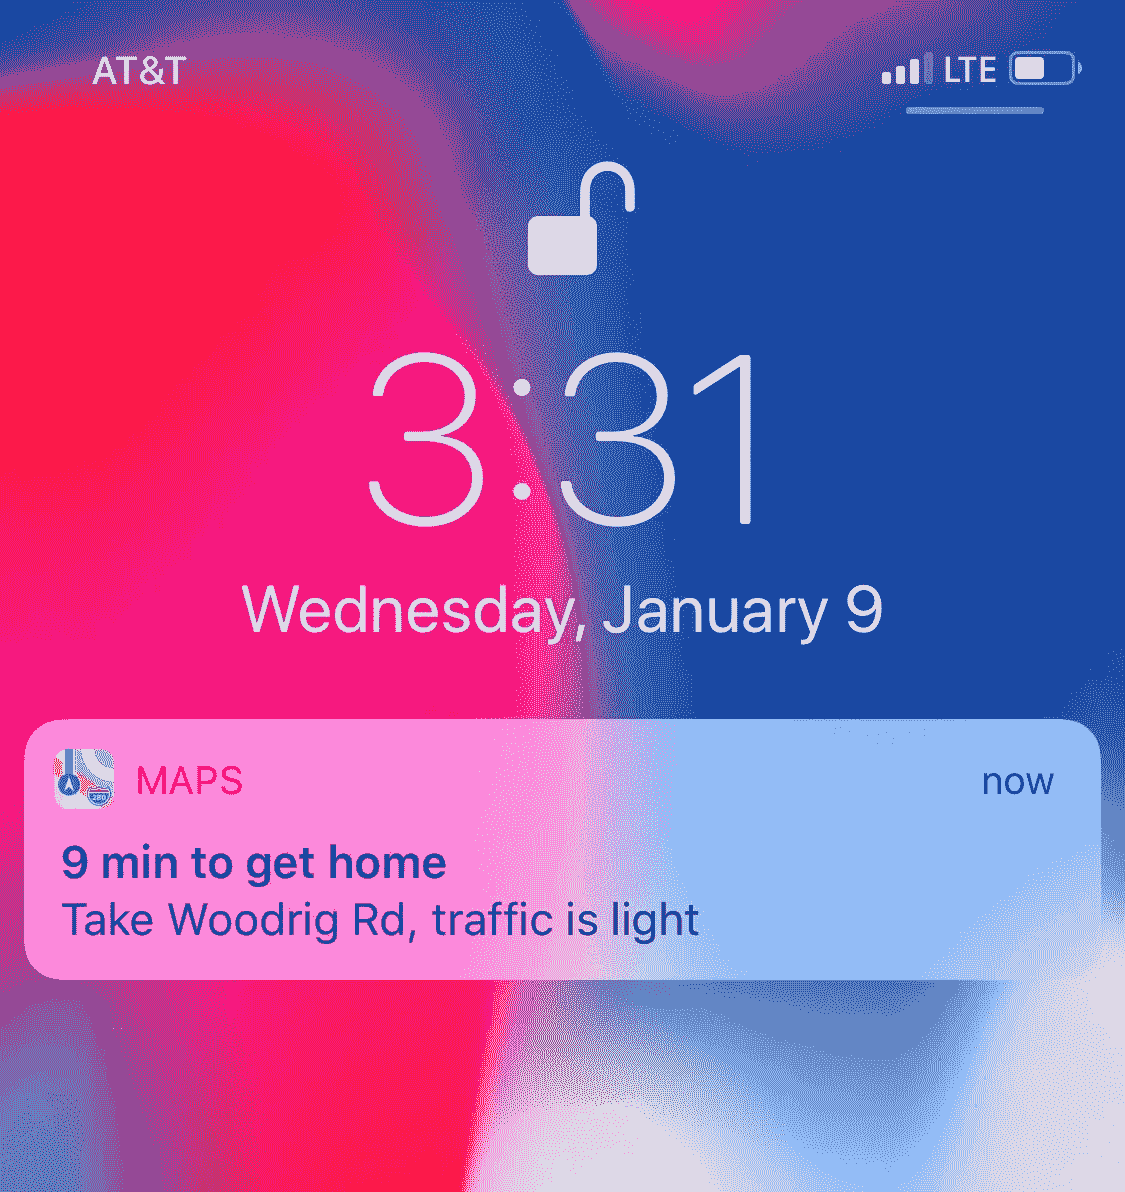 AT&T LTE
3:31
Wednesday, January 9
MAPS now
9 min to get home
Take Woodrig Rd, traffic is light